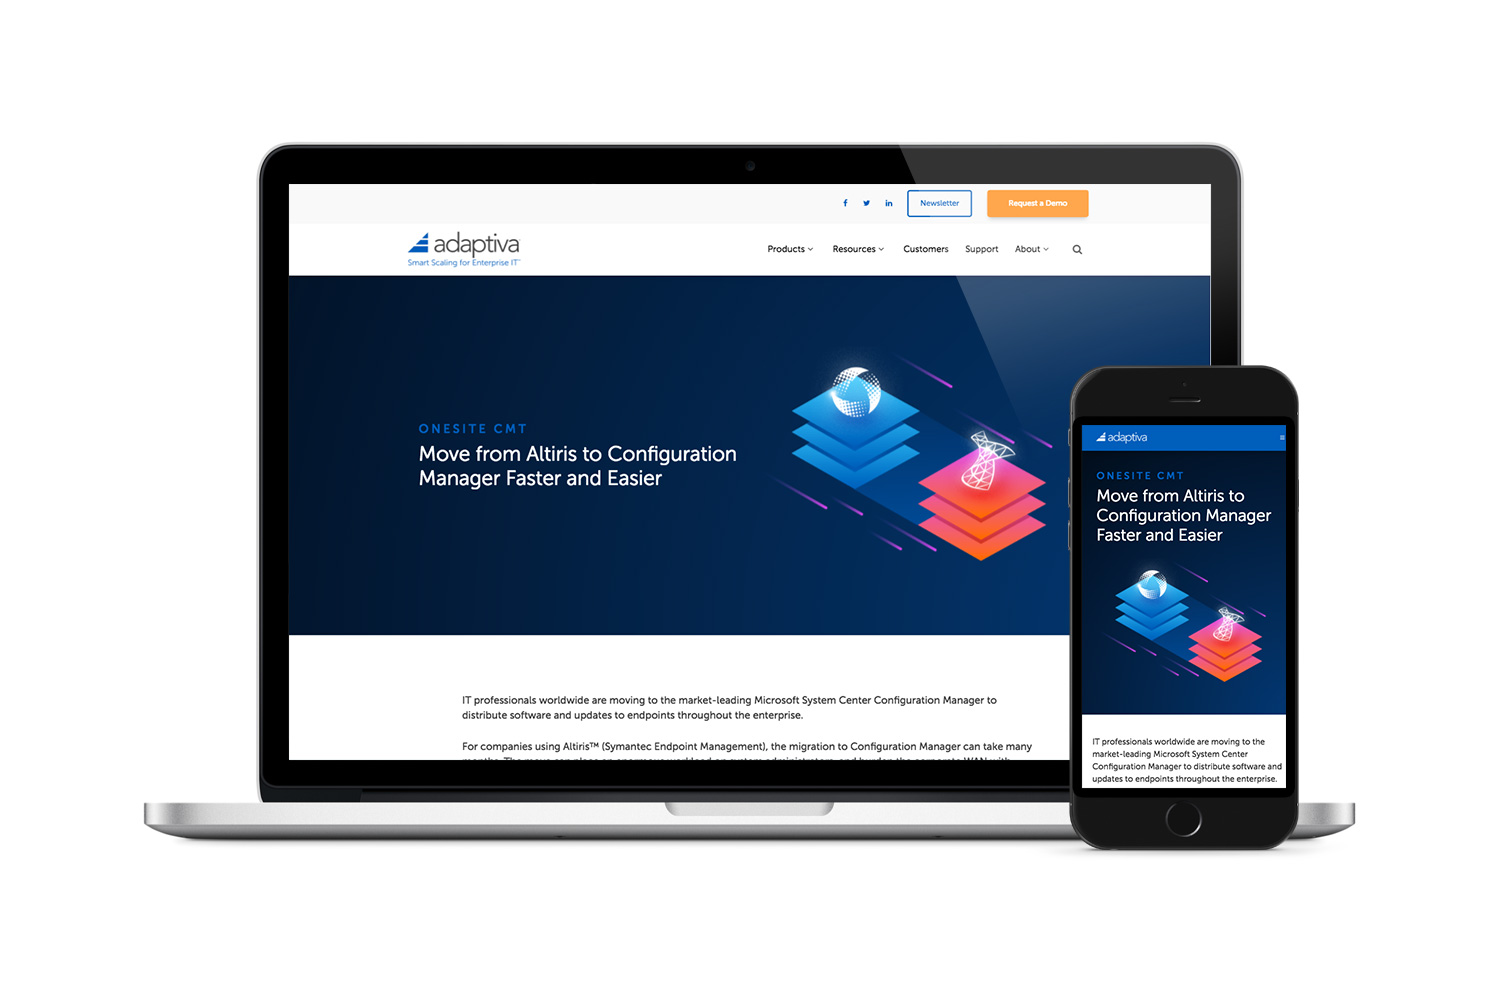 Newsletter
Request a Demo
adaptiva
Smart Scaling for Enterprise IT™
Products
Resources
Customers
Support
About
ONESITE CMT
Move from Altiris to Configuration
Manager Faster and Easier
IT professionals worldwide are moving to the market-leading Microsoft System Center Configuration Manager to
distribute software and updates to endpoints throughout the enterprise.
For companies using Altiris™ (Symantec Endpoint Management), the migration to Configuration Manager can take many
adaptiva
ONESITE CMT
Move from Altiris to
Configuration Manager
Faster and Easier
IT professionals worldwide are moving to the
market-leading Microsoft System Center
Configuration Manager to distribute software and
updates to endpoints throughout the enterprise.